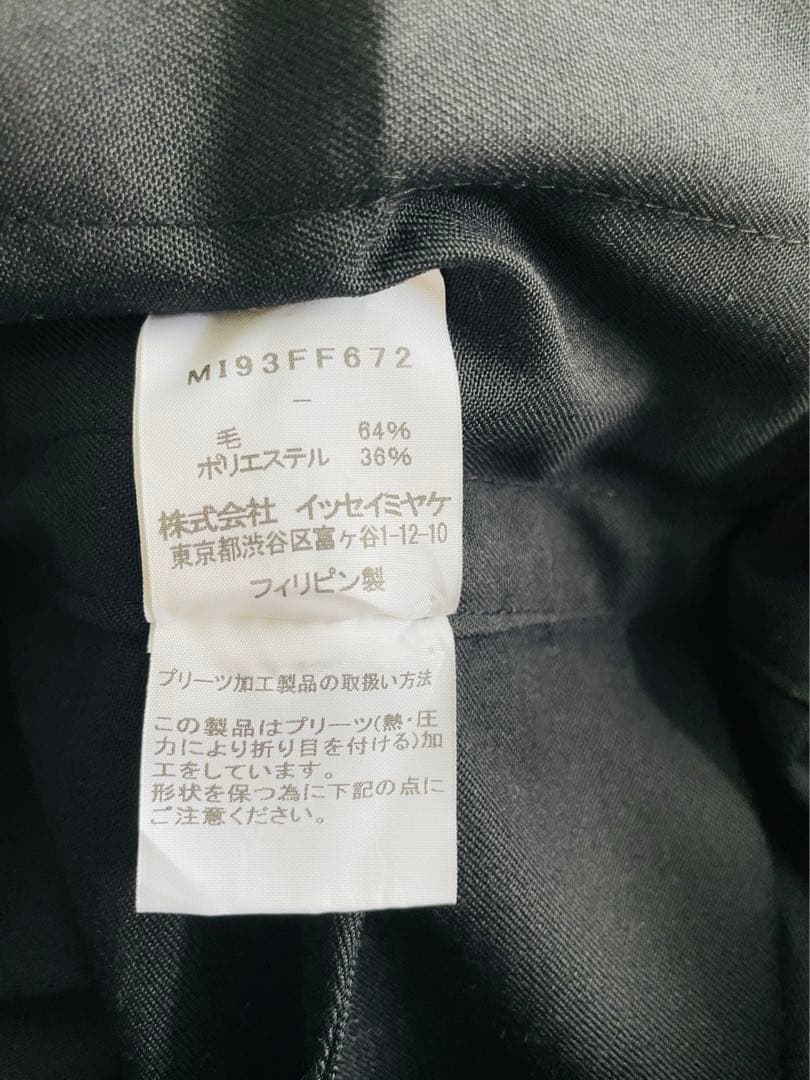 MI93FF672
—
毛 64%
ポリエステル 36%
株式会社 イッセイミヤケ
東京都渋谷区富ヶ谷1-12-10
フィリピン製
プリーツ加工製品の取扱い方法
この製品はプリーツ(熱・圧
力により折り目を付ける)加
工をしています。
形状を保つ為に下記の点に
ご注意ください。